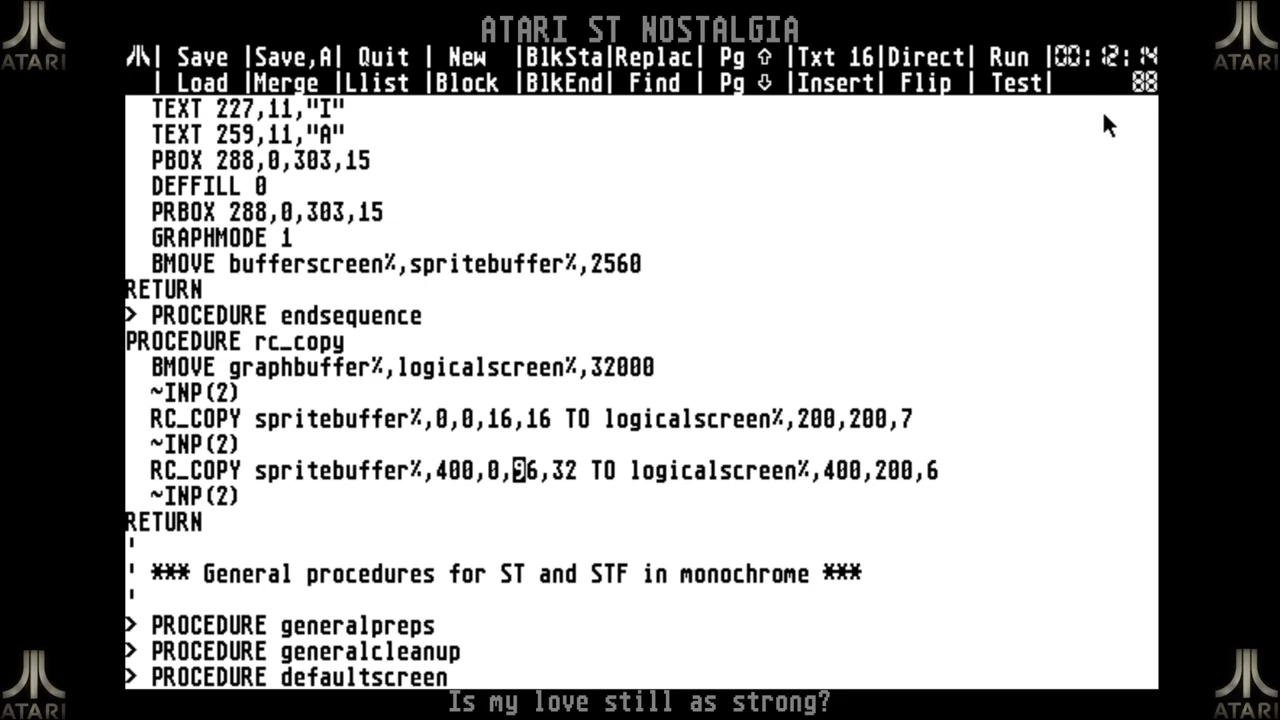 ATARI ST NOSTALGIA
| Save |Save,A| Quit | New |BlkSta|Replac| Pg ⇧ |Txt 16|Direct| Run |00:12:14
| Load |Merge |Llist |Block |BlkEnd| Find | Pg ⇩ |Insert| Flip | Test| 88
TEXT 227,11,"I"
TEXT 259,11,"A"
PBOX 288,0,303,15
DEFFILL 0
PRBOX 288,0,303,15
GRAPHMODE 1
BMOVE bufferscreen%,spritebuffer%,2560
RETURN
> PROCEDURE endsequence
PROCEDURE rc_copy
BMOVE graphbuffer%,logicalscreen%,32000
~INP(2)
RC_COPY spritebuffer%,0,0,16,16 TO logicalscreen%,200,200,7
~INP(2)
RC_COPY spritebuffer%,400,0,96,32 TO logicalscreen%,400,200,6
~INP(2)
RETURN
'
' *** General procedures for ST and STF in monochrome ***
'
> PROCEDURE generalpreps
> PROCEDURE generalcleanup
> PROCEDURE defaultscreen
Is my love still as strong?
ATARI
ATARI
ATARI
ATARI